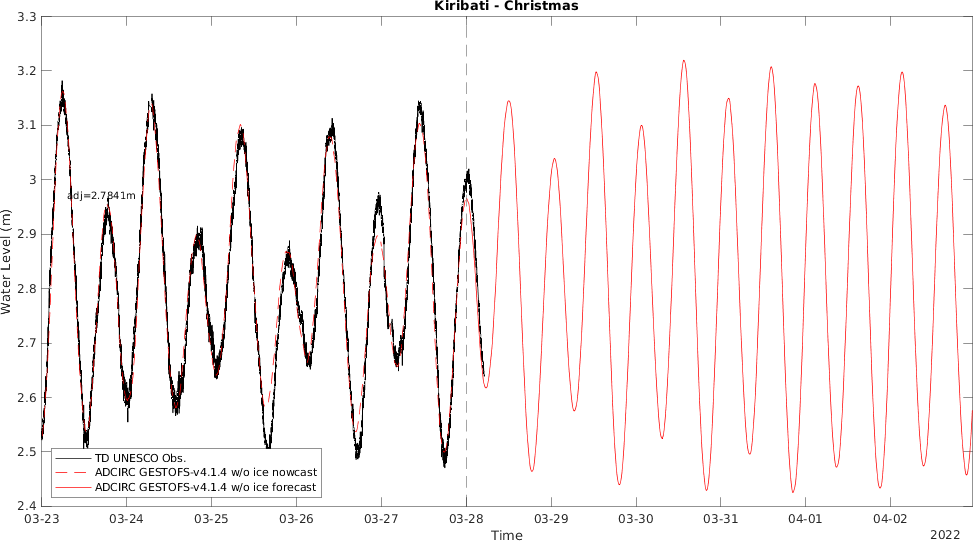 Kiribati - Christmas
3.3
3.2
3.1
3
2.9
2.8
2.7
2.6
2.5
2.4
Water Level (m)
adj=2.7841m
TD UNESCO Obs.
ADCIRC GESTOFS-v4.1.4 w/o ice nowcast
ADCIRC GESTOFS-v4.1.4 w/o ice forecast
03-23 03-24 03-25 03-26 03-27 03-28 03-29 03-30 03-31 04-01 04-02
Time
2022